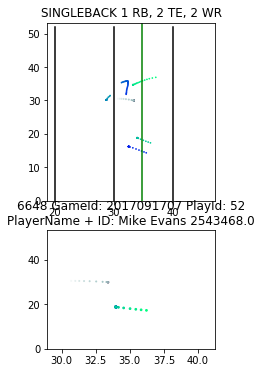 SINGLEBACK 1 RB, 2 TE, 2 WR
50
40
30
20
10
0
20 30 40
6648 GameId: 2017091707 PlayId: 52
PlayerName + ID: Mike Evans 2543468.0
40
20
0
30.0 32.5 35.0 37.5 40.0